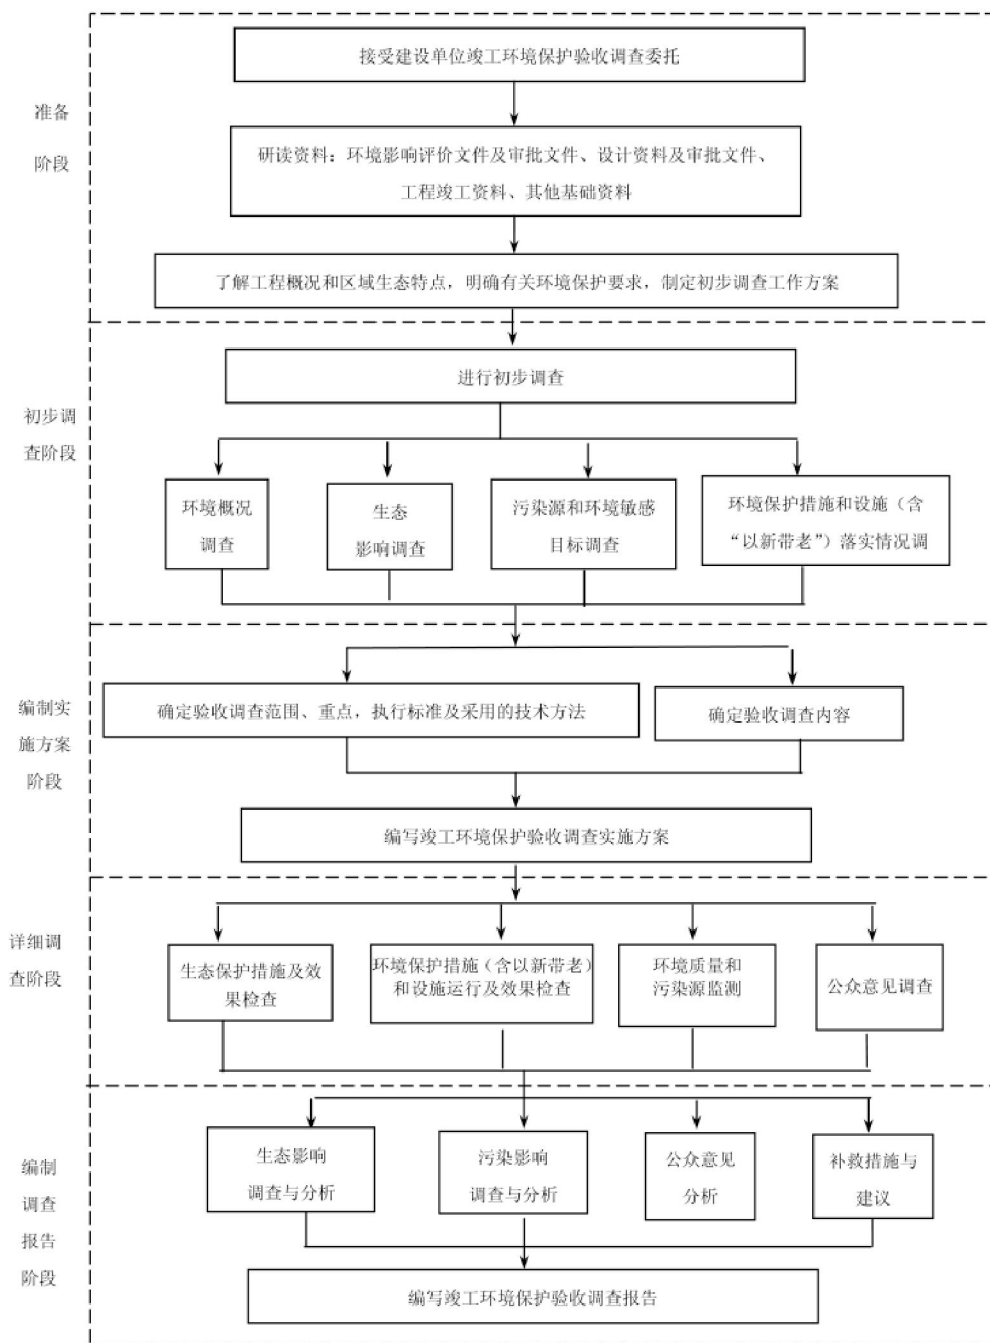 接受建设单位竣工环境保护验收调查委托
准备
阶段
研读资料：环境影响评价文件及审批文件、设计资料及审批文件、
工程竣工资料、其他基础资料
了解工程概况和区域生态特点，明确有关环境保护要求，制定初步调查工作方案
进行初步调查
初步调
查阶段
环境概况
调查
生态
影响调查
污染源和环境敏感
目标调查
环境保护措施和设施（含
“以新带老”）落实情况调
编制实
施方案
阶段
确定验收调查范围、重点，执行标准及采用的技术方法
确定验收调查内容
编写竣工环境保护验收调查实施方案
详细调
查阶段
生态保护措施及效
果检查
环境保护措施（含以新带老）
和设施运行及效果检查
环境质量和
污染源监测
公众意见调查
编制
调查
报告
阶段
生态影响
调查与分析
污染影响
调查与分析
公众意见
分析
补救措施与
建议
编写竣工环境保护验收调查报告